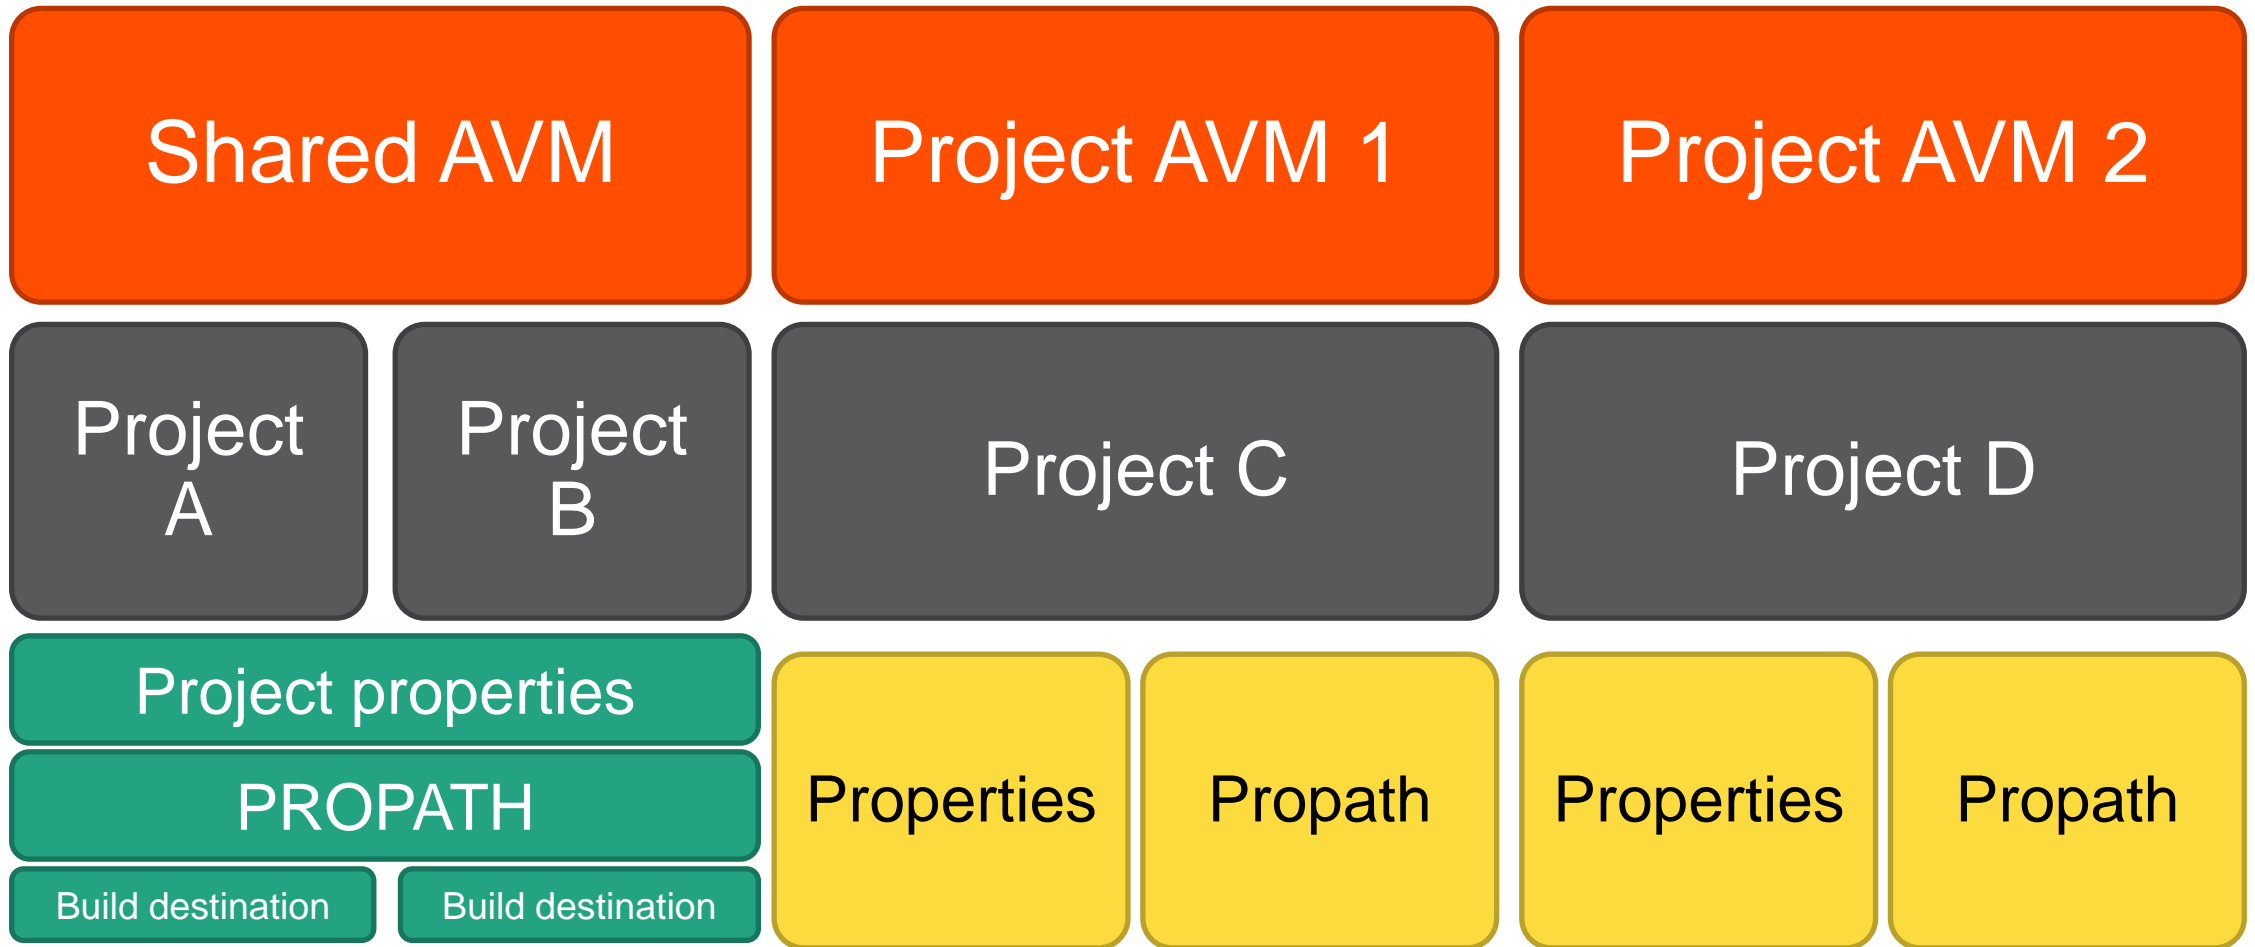 Shared AVM
Project AVM 1
Project AVM 2
Project
A
Project
B
Project C
Project D
Project properties
PROPATH
Build destination
Build destination
Properties
Propath
Properties
Propath